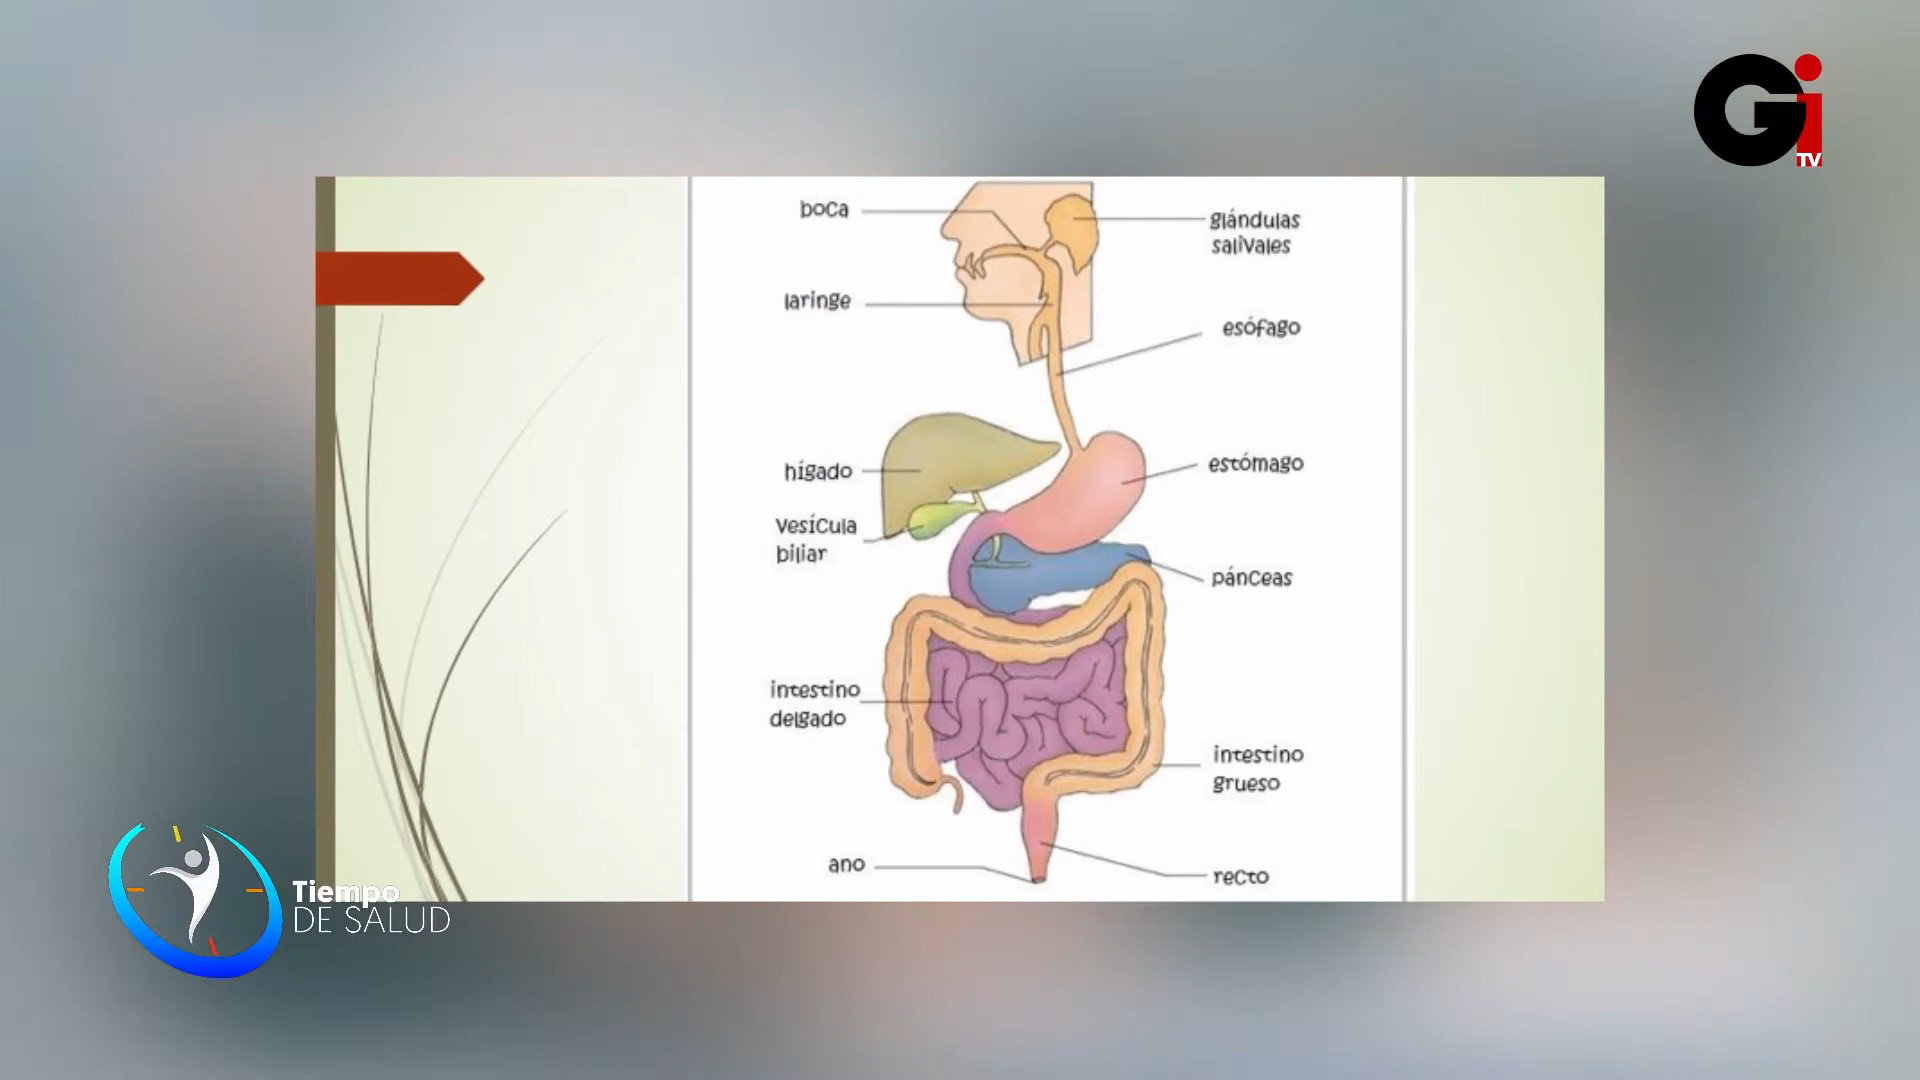 Gi
TV
boca
glándulas
salivales
laringe
esófago
hígado
estómago
vesícula
biliar
pánceas
intestino
delgado
intestino
grueso
ano
recto
Tiempo
DE SALUD